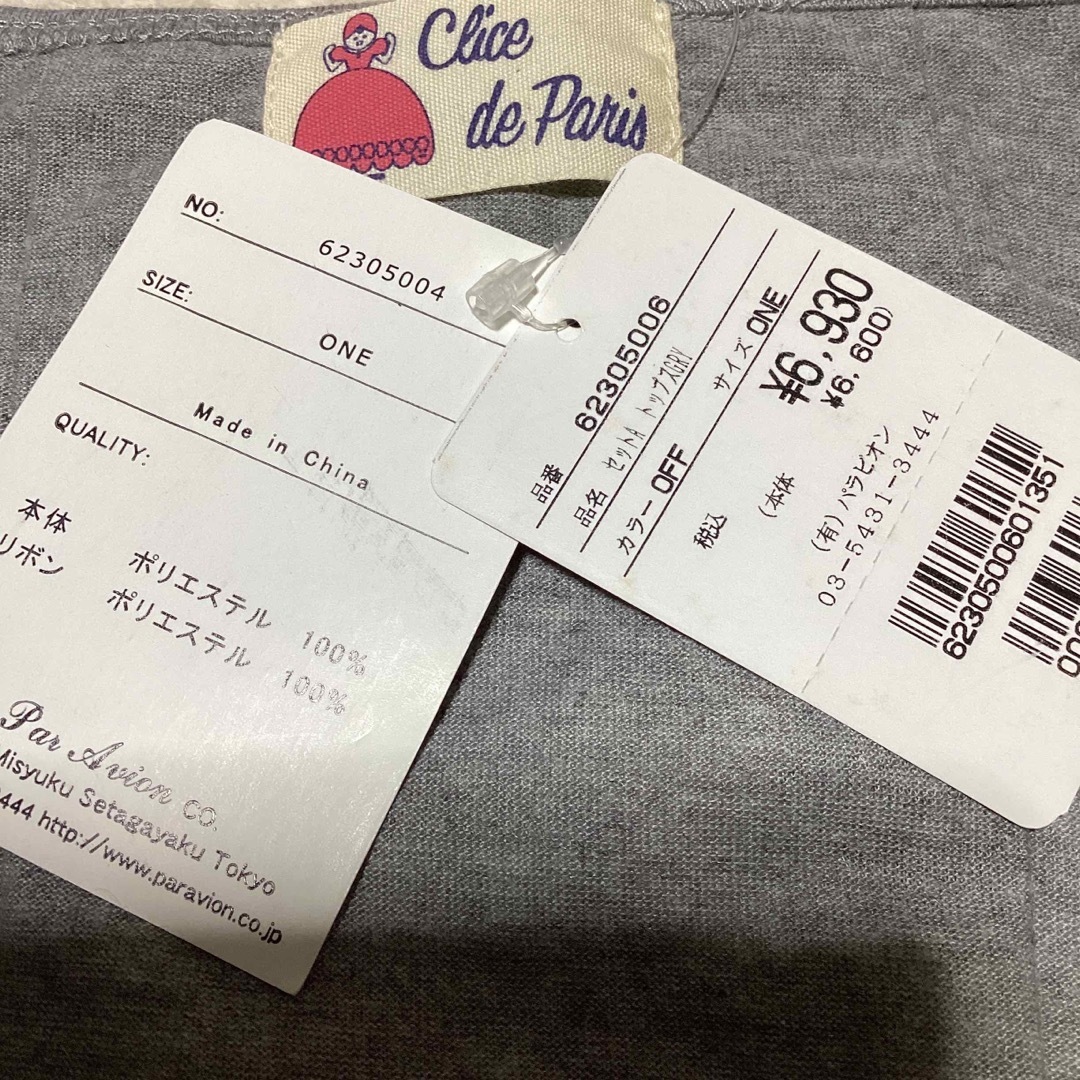 Clice
de Paris
NO:
62305004
SIZE:
ONE
Made in China
QUALITY:
本体 ポリエステル 100%
リボン ポリエステル 100%
Par Avion CO.
Misyuku Setagayaku Tokyo
444 http://www.paravion.co.jp
品番 62305006
品名 セットA トップスGRY
カラー OFF サイズ ONE
税込 ¥6,930
(本体 ¥6,600)
(有)パラビオン
03-5431-3444
6230500601351